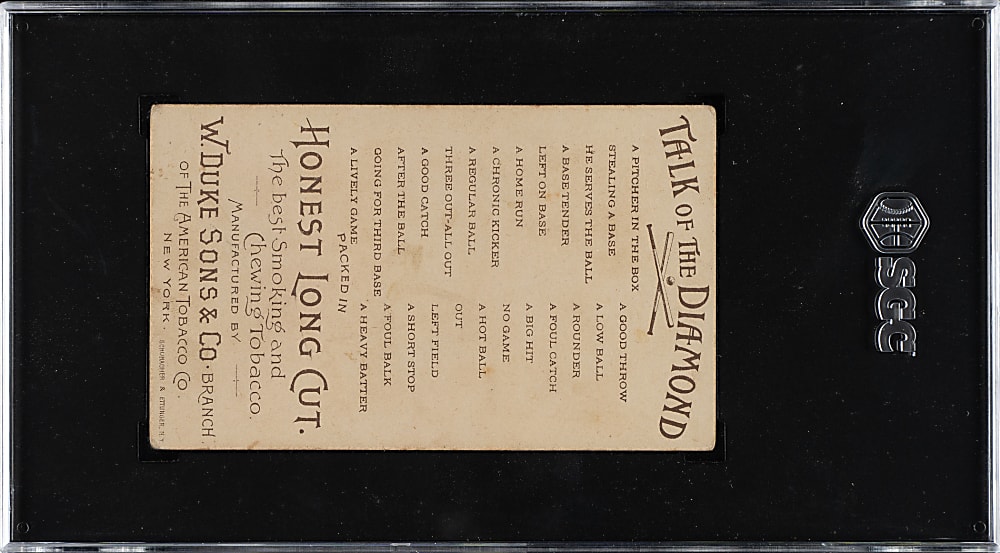 TALK OF THE DIAMOND
A PITCHER IN THE BOX
STEALING A BASE
HE SERVES THE BALL
A BASE TENDER
LEFT ON BASE
A HOME RUN
A CHRONIC KICKER
A REGULAR BALL
THREE OUT-ALL OUT
A GOOD CATCH
AFTER THE BALL
GOING FOR THIRD BASE
A LIVELY GAME
A GOOD THROW
A LOW BALL
A ROUNDER
A FOUL CATCH
A BIG HIT
NO GAME
A HOT BALL
OUT
LEFT FIELD
A SHORT STOP
A FOUL BALK
A HEAVY BATTER
PACKED IN
HONEST LONG CUT.
The best Smoking and
Chewing Tobacco.
MANUFACTURED BY
W. DUKE SONS & CO. BRANCH
OF THE AMERICAN TOBACCO CO.
NEW YORK.
SCHUMACHER & ETTLINGER, N.Y.
SGC